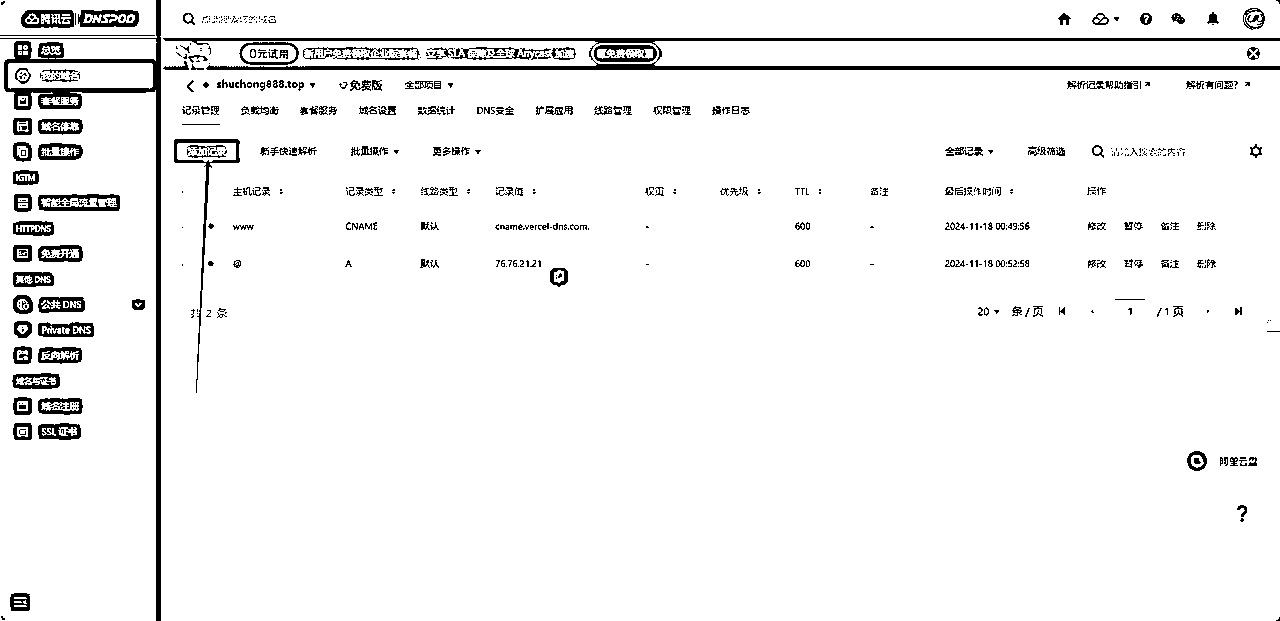 腾讯云 DNSPOD
点此搜索您的域名
总览
我的域名
套餐服务
域名体检
批量操作
IGTM
智能全局流量管理
HTTPDNS
免费开通
其他 DNS
公共 DNS
Private DNS
反向解析
域名与证书
域名注册
SSL 证书
0元试用
shuchong888.top 免费版 全部项目
解析记录帮助指引 解析有问题?
记录管理 负载均衡 套餐服务 域名设置 数据统计 DNS安全 扩展应用 线路管理 权限管理 操作日志
添加记录 新手快速解析 批量操作 更多操作 全部记录 高级筛选 请输入搜索的内容
主机记录 记录类型 线路类型 记录值 权重 优先级 TTL 备注 最后操作时间 操作
www CNAME 默认 cname.vercel-dns.com. - 600 - 2024-11-18 00:49:56 修改 暂停 备注 删除
@ A 默认 76.76.21.21 - 600 - 2024-11-18 00:52:58 修改 暂停 备注 删除
共 2 条
20 条 / 页 1 / 1 页
阿里云盘
?